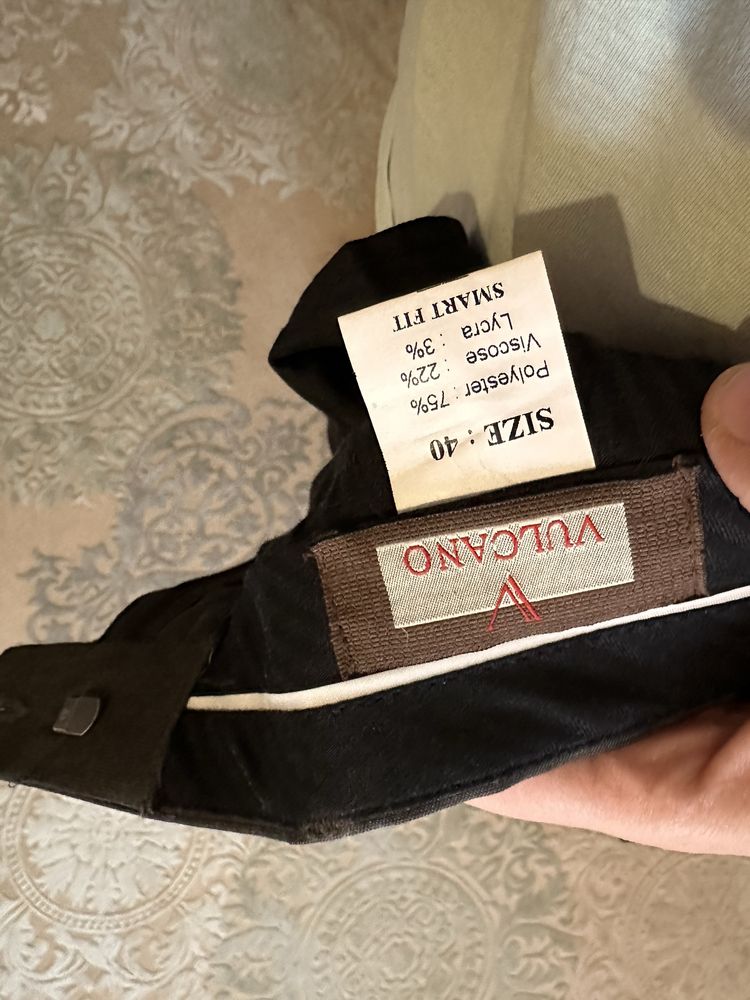 VULCANO
SIZE : 40
Polyester : 75%
Viscose : 22%
Lycra : 3%
SMART FIT